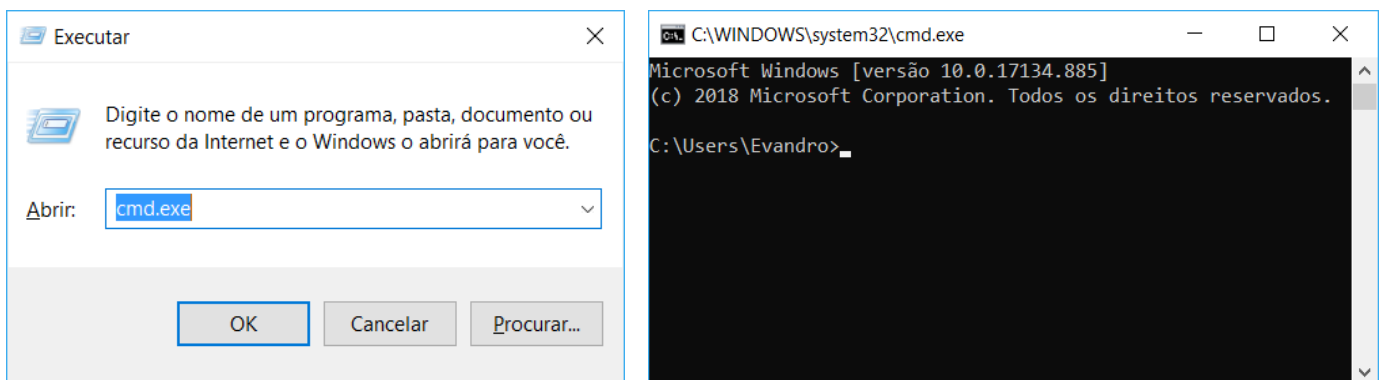 Executar
Digite o nome de um programa, pasta, documento ou
recurso da Internet e o Windows o abrirá para você.
Abrir:
cmd.exe
OK
Cancelar
Procurar...
C:\WINDOWS\system32\cmd.exe
Microsoft Windows [versão 10.0.17134.885]
(c) 2018 Microsoft Corporation. Todos os direitos reservados.
C:\Users\Evandro>